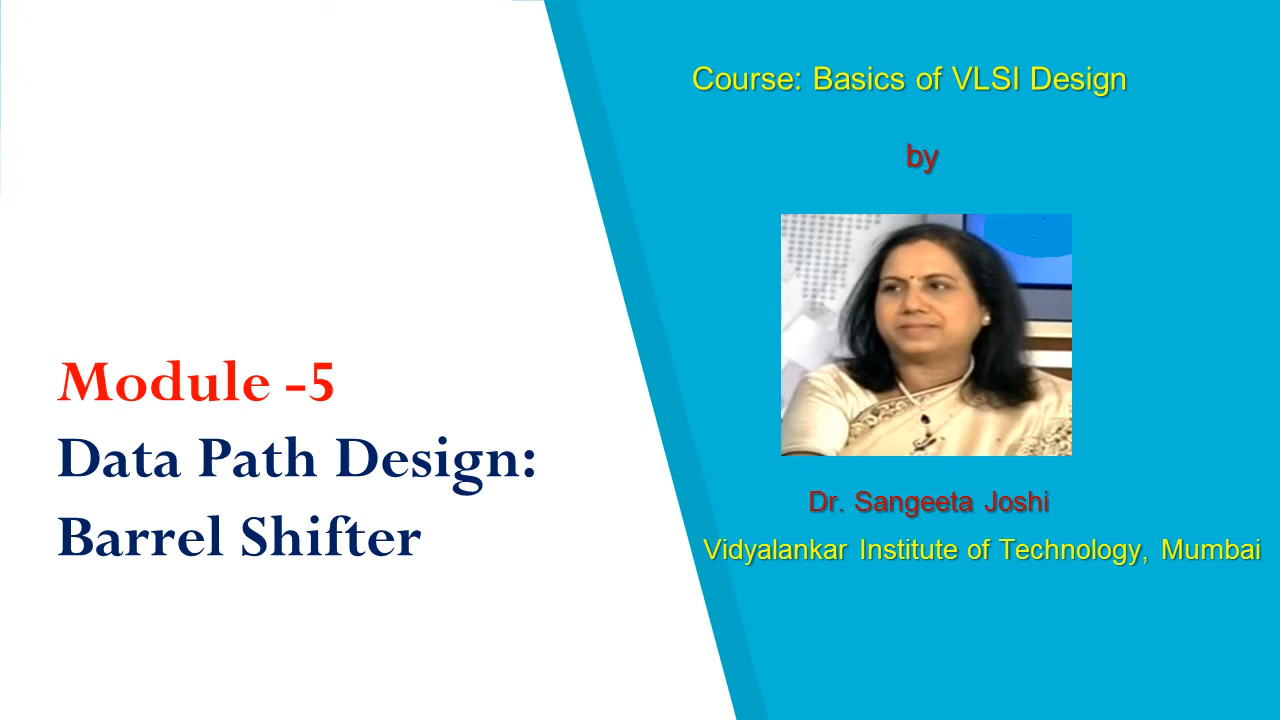 Course: Basics of VLSI Design
by
Module -5
Data Path Design:
Barrel Shifter
Dr. Sangeeta Joshi
Vidyalankar Institute of Technology, Mumbai